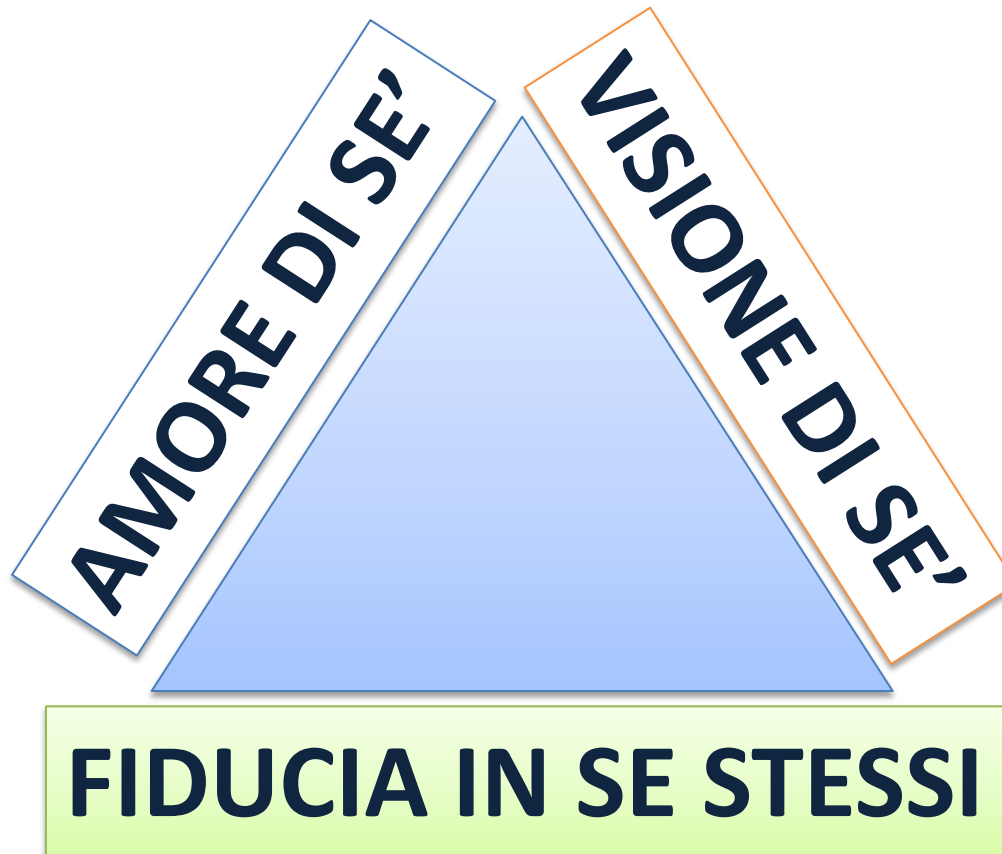 AMORE DI SE’
VISIONE DI SE’
FIDUCIA IN SE STESSI